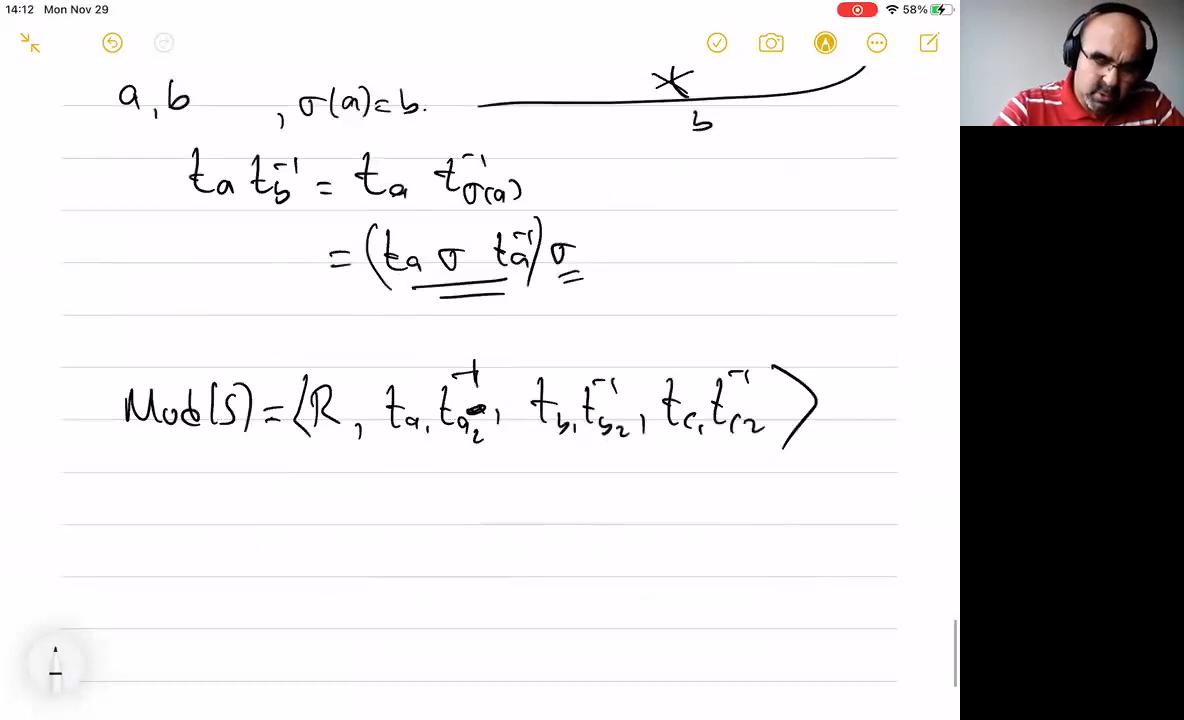 14:12 Mon Nov 29
58%
a, b , σ(a)=b.
b
t_a t_b^{-1} = t_a t_{σ(a)}^{-1}
= (t_a σ t_a^{-1}) σ
Mod(S) = ⟨R, t_{a_1} t_{a_2}^{-1}, t_{b_1} t_{b_2}^{-1}, t_{c_1} t_{c_2}^{-1}⟩